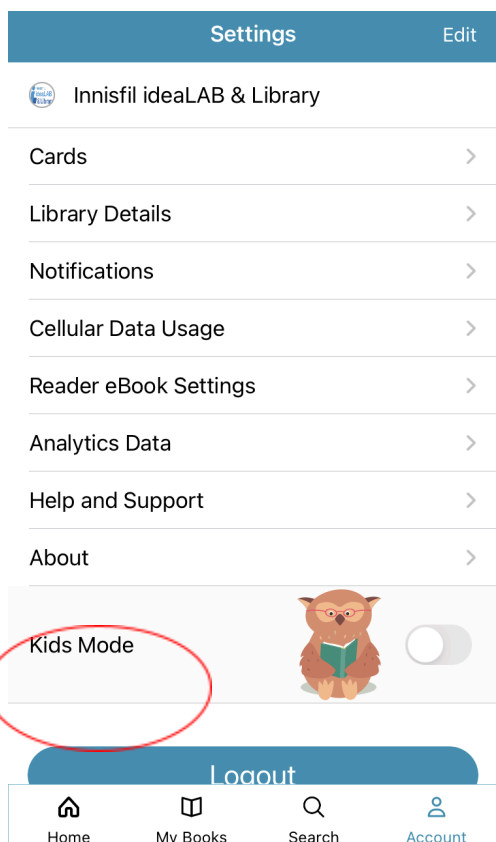 Settings
Edit
Innisfil ideaLAB & Library
Cards
Library Details
Notifications
Cellular Data Usage
Reader eBook Settings
Analytics Data
Help and Support
About
Kids Mode
Logout
Home
My Books
Search
Account